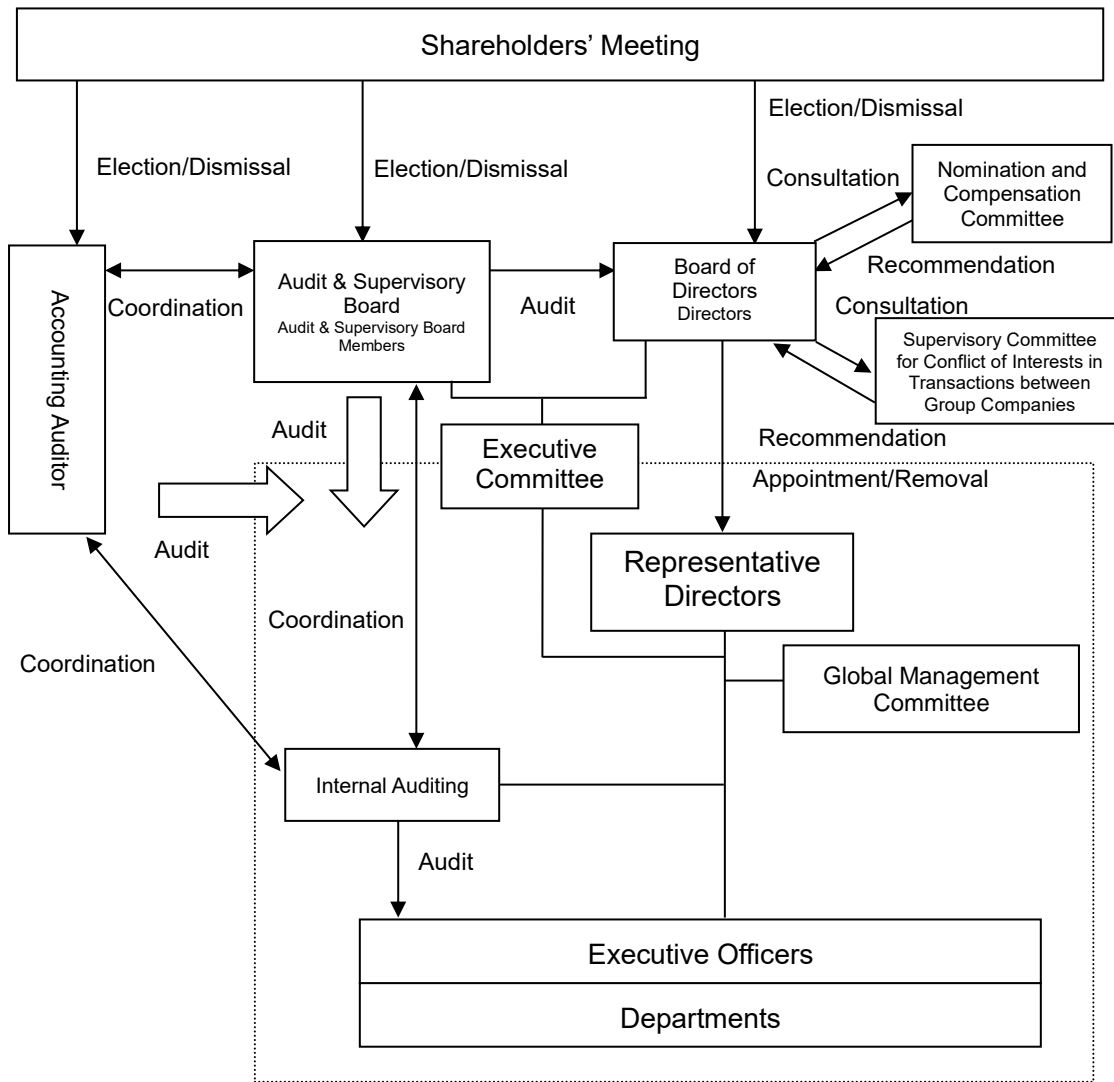 Shareholders’ Meeting
Election/Dismissal
Election/Dismissal
Election/Dismissal
Consultation
Nomination and
Compensation
Committee
Recommendation
Accounting Auditor
Coordination
Audit & Supervisory
Board
Audit & Supervisory Board
Members
Audit
Board of
Directors
Directors
Consultation
Supervisory Committee
for Conflict of Interests in
Transactions between
Group Companies
Recommendation
Audit
Executive
Committee
Appointment/Removal
Audit
Representative
Directors
Coordination
Coordination
Global Management
Committee
Internal Auditing
Audit
Executive Officers
Departments